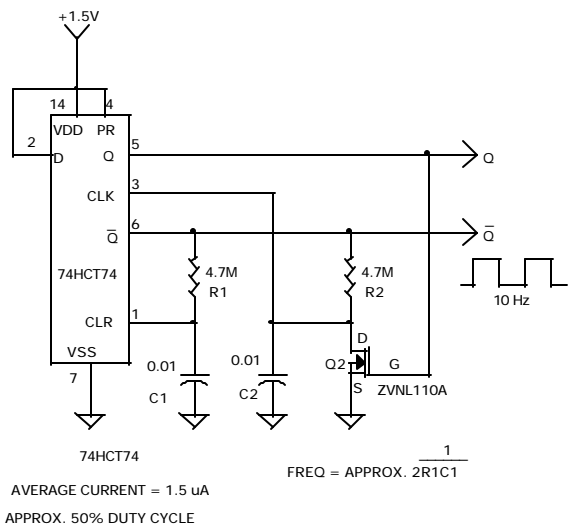 +1.5V
14
4
VDD
PR
2
D
Q
5
Q
CLK
3
Q̅
6
Q̅
74HCT74
4.7M
R1
4.7M
R2
10 Hz
CLR
1
VSS
7
0.01
C1
0.01
C2
D
Q2
G
S
ZVNL110A
74HCT74
FREQ = APPROX. 1
2R1C1
AVERAGE CURRENT = 1.5 uA
APPROX. 50% DUTY CYCLE